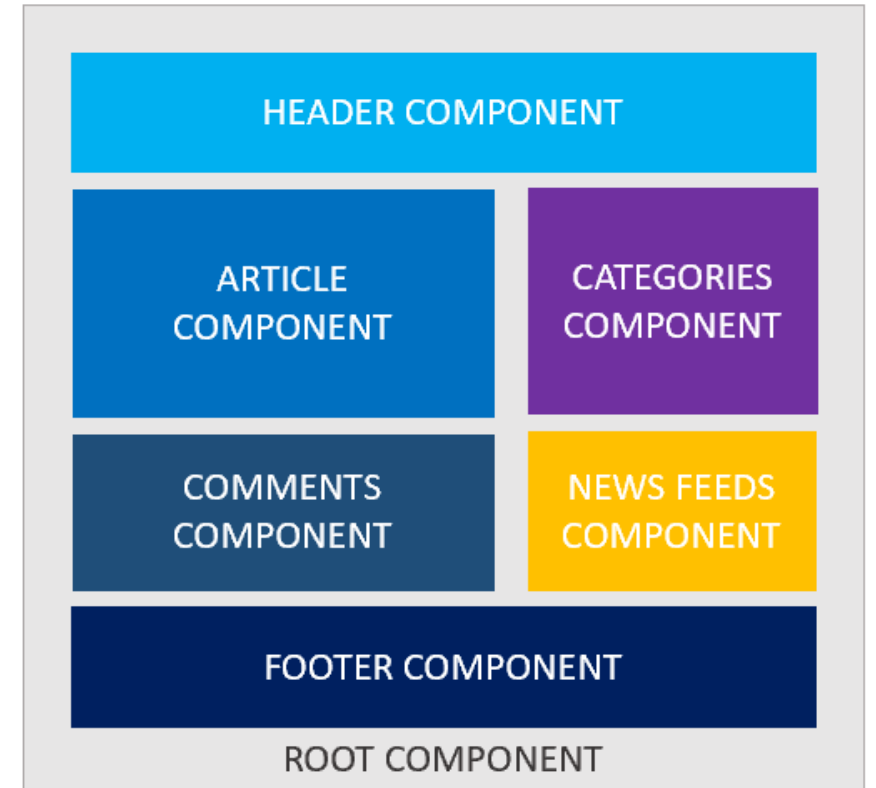 HEADER COMPONENT
ARTICLE
COMPONENT
CATEGORIES
COMPONENT
COMMENTS
COMPONENT
NEWS FEEDS
COMPONENT
FOOTER COMPONENT
ROOT COMPONENT